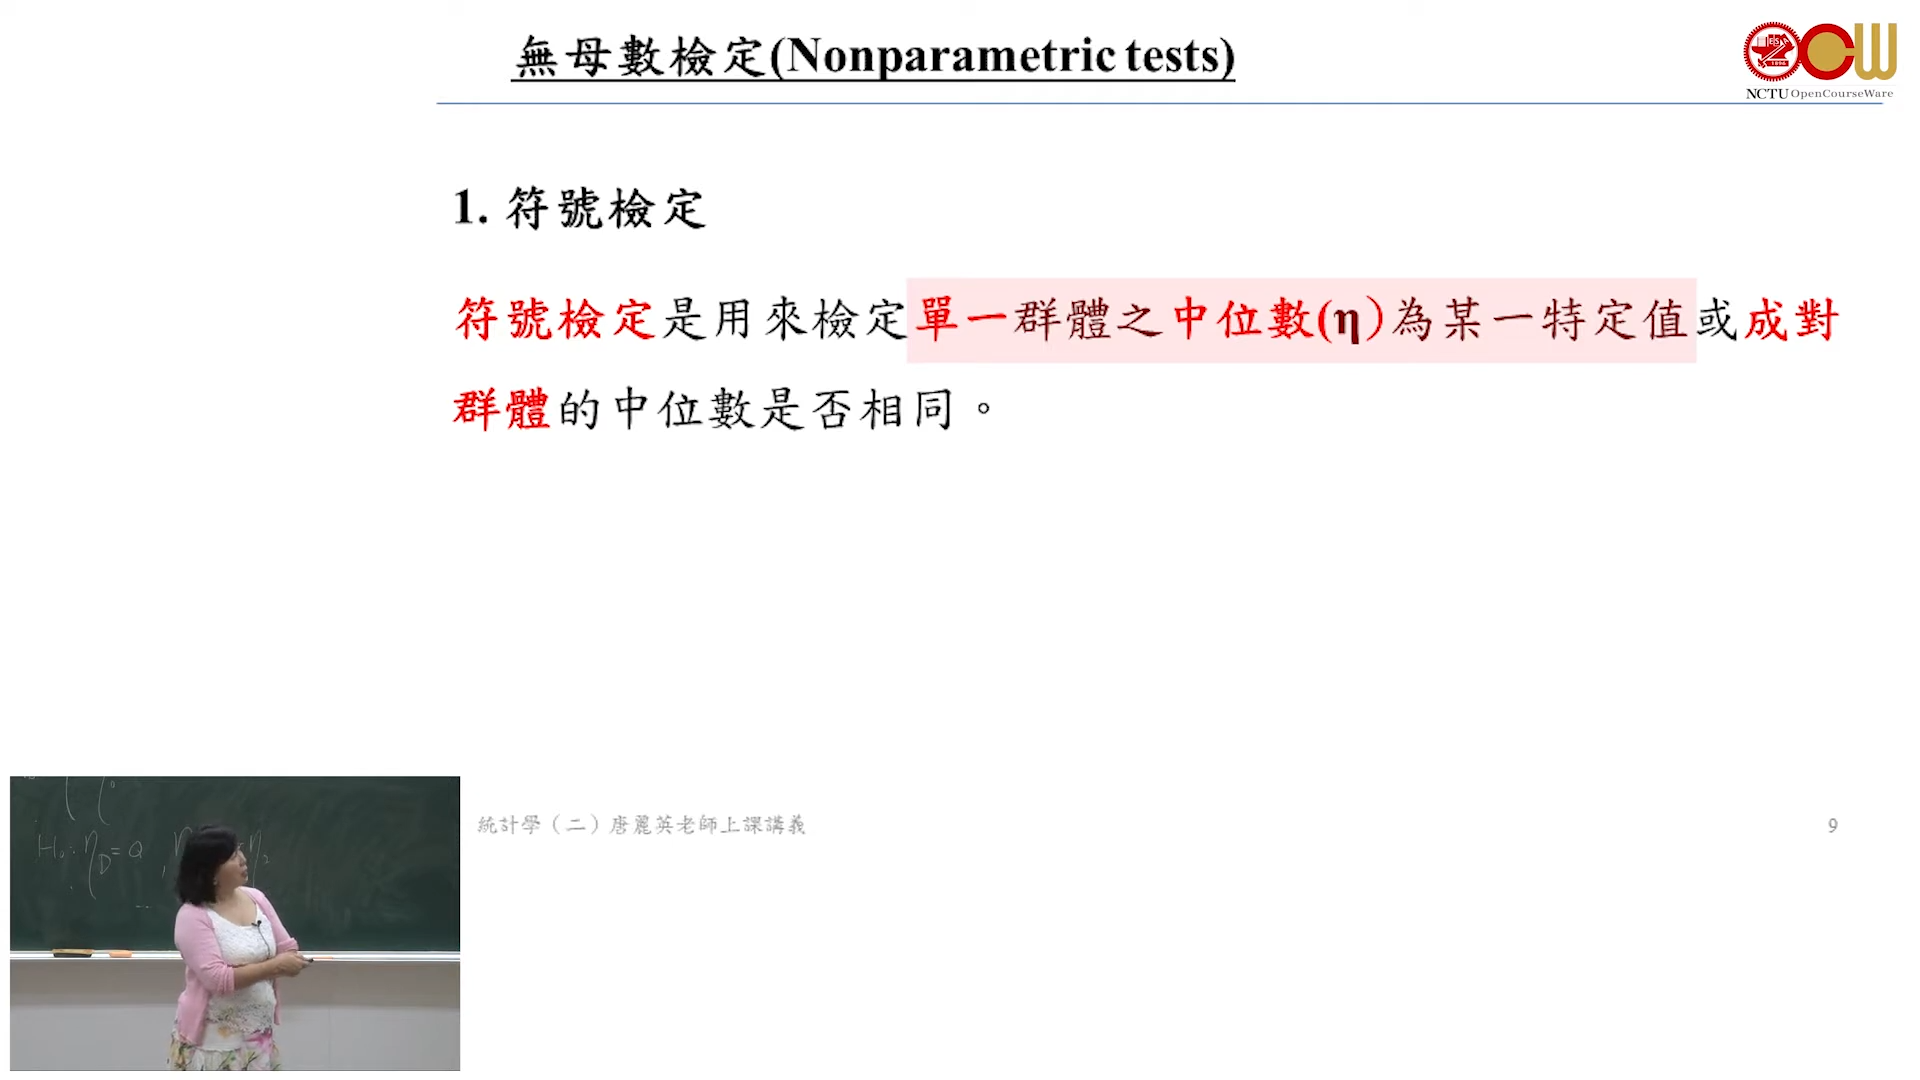 無母數檢定(Nonparametric tests)
NCTU OpenCourseWare
1. 符號檢定
符號檢定是用來檢定單一群體之中位數(η)為某一特定值或成對
群體的中位數是否相同。
統計學（二）唐麗英老師上課講義
9